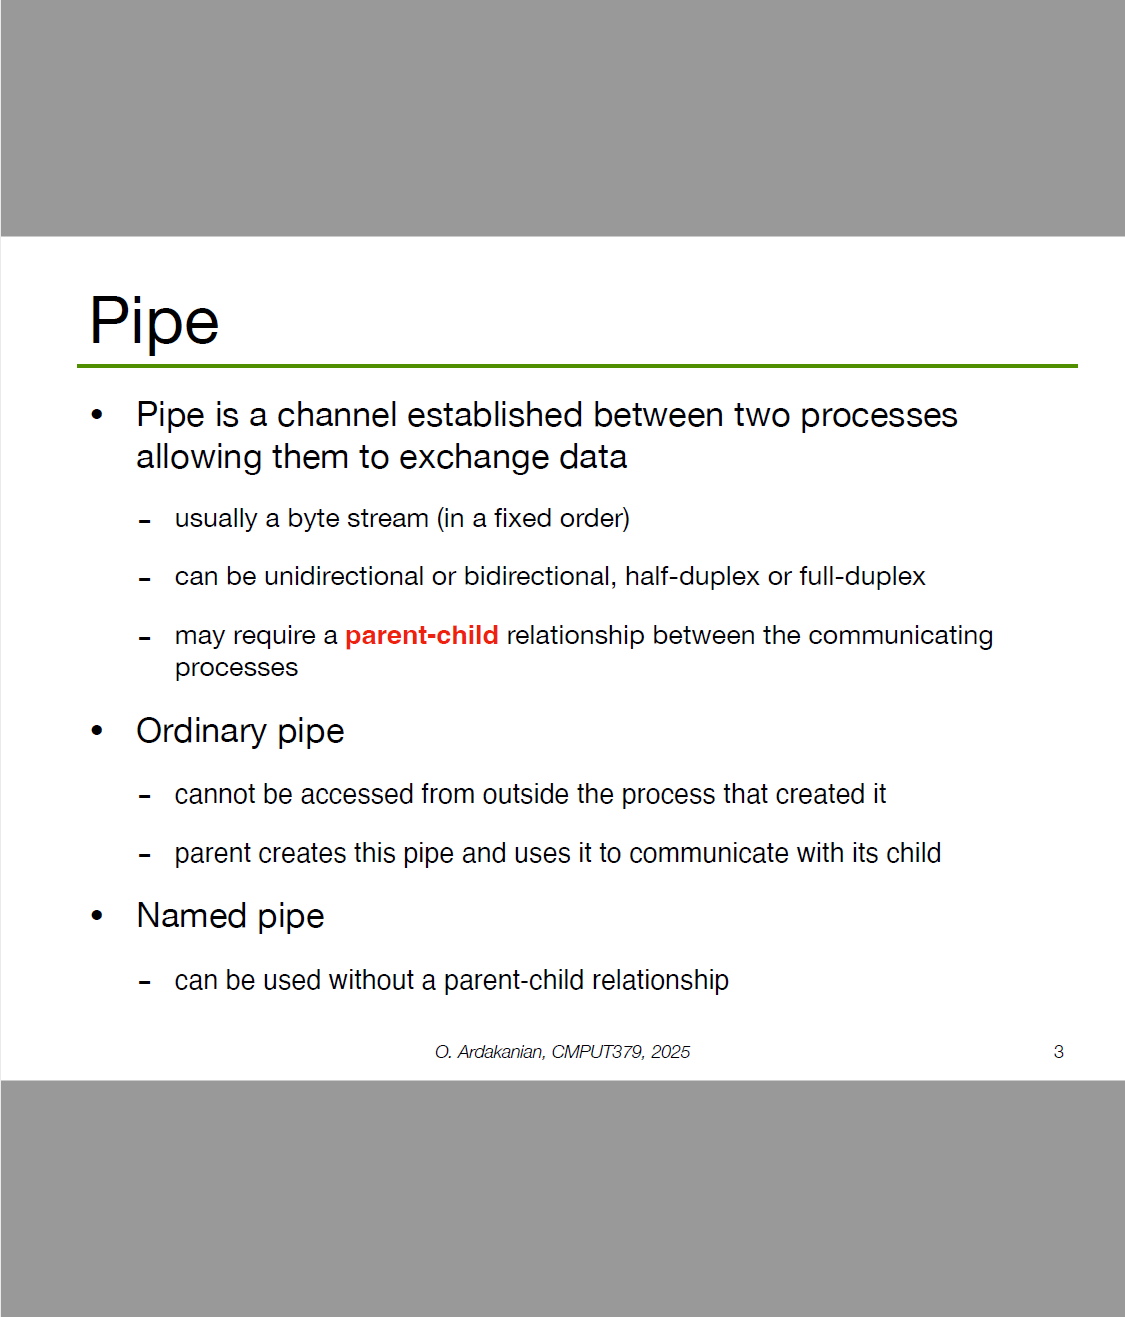 Pipe
• Pipe is a channel established between two processes
allowing them to exchange data
- usually a byte stream (in a fixed order)
- can be unidirectional or bidirectional, half-duplex or full-duplex
- may require a parent-child relationship between the communicating
processes
• Ordinary pipe
- cannot be accessed from outside the process that created it
- parent creates this pipe and uses it to communicate with its child
• Named pipe
- can be used without a parent-child relationship
O. Ardakanian, CMPUT379, 2025
3